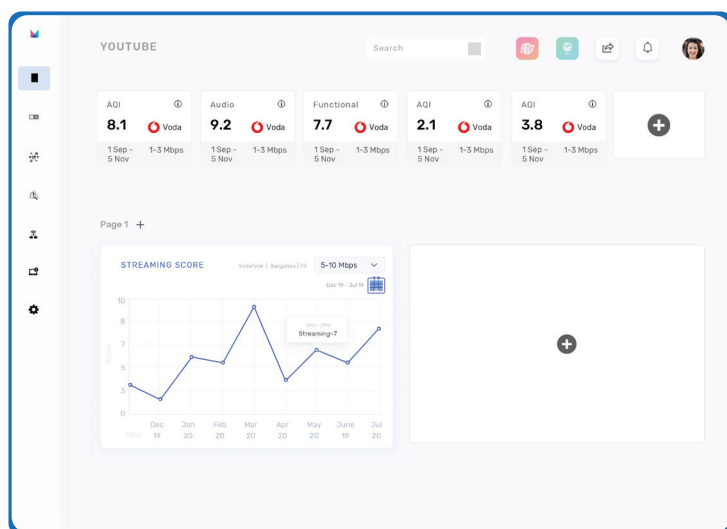 YOUTUBE
Search
AQI
8.1 Voda
1 Sep - 5 Nov
1-3 Mbps
Audio
9.2 Voda
1 Sep - 5 Nov
1-3 Mbps
Functional
7.7 Voda
1 Sep - 5 Nov
1-3 Mbps
AQI
2.1 Voda
1 Sep - 5 Nov
1-3 Mbps
AQI
3.8 Voda
1 Sep - 5 Nov
1-3 Mbps
Page 1 +
STREAMING SCORE
Vodafone | Bangalore | V3
5-10 Mbps
Dec 19 - Jul 19
10
8
7
5
3
0
Streaming-7
Dec 19
Jan 20
Feb 20
Mar 20
Apr 20
May 20
June 19
Jul 20
Time